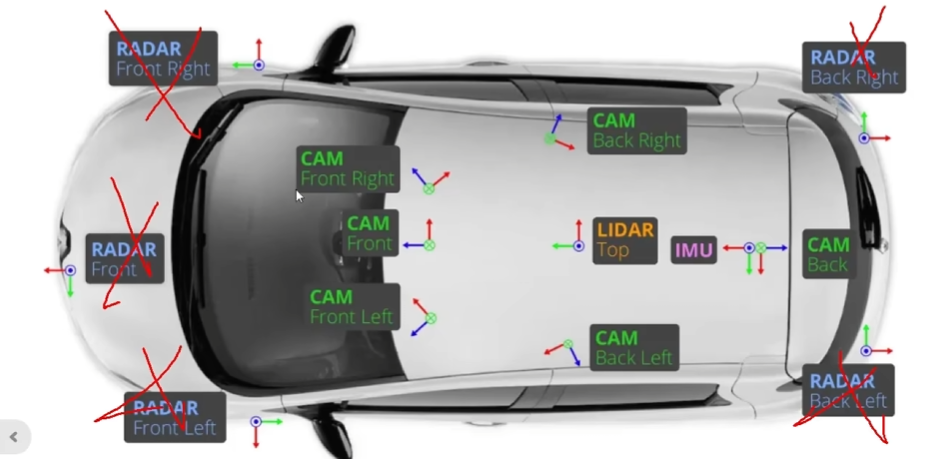 RADAR
Front Right
RADAR
Back Right
CAM
Back Right
CAM
Front Right
CAM
Front
LIDAR
Top
IMU
CAM
Back
RADAR
Front
CAM
Front Left
CAM
Back Left
RADAR
Back Left
RADAR
Front Left